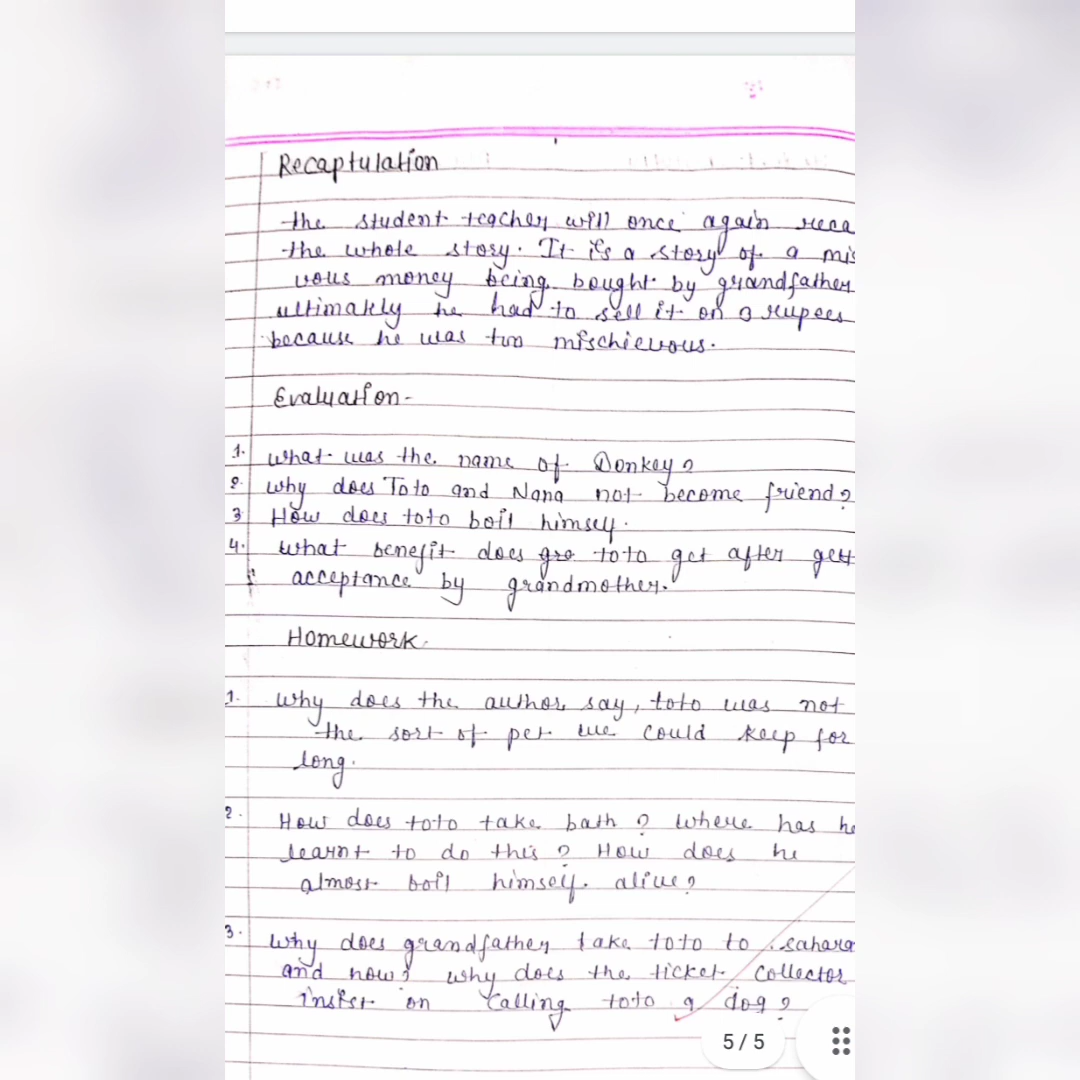 Recaptulation
the student teacher will once again reca
the whole story. It is a story of a mis
vous money being bought by grandfather
ultimately he had to sell it on 3 rupees
because he was too mischievous.
Evaluation-
1. What was the name of Donkey?
2. why does Toto and Nana not become friend?
3 How does toto boil himself.
4. what benefit does toto get after gett
acceptance by grandmother.
Homework.
1. Why does the author say, toto was not
the sort of pet we could keep for
long.
2. How does toto take bath? Where has he
learnt to do this? How does he
almost boil himself. alive?
3. Why does grandfather take toto to sahara
and how? why does the ticket collector
insist on calling toto a dog?
5/5